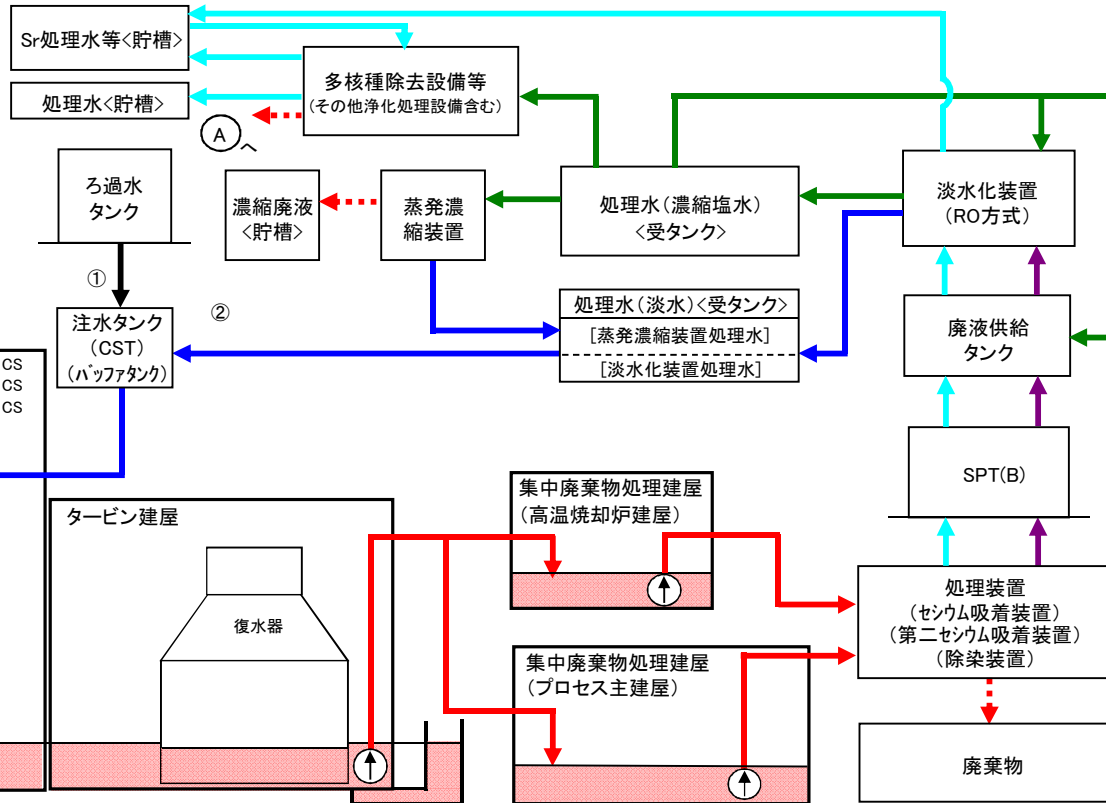 Sr処理水等<貯槽>
処理水<貯槽>
多核種除去設備等
(その他浄化処理設備含む)
Aへ
ろ過水
タンク
濃縮廃液
<貯槽>
蒸発濃
縮装置
処理水(濃縮塩水)
<受タンク>
淡水化装置
(RO方式)
①
②
注水タンク
(CST)
(バッファタンク)
処理水(淡水)<受タンク>
[蒸発濃縮装置処理水]
[淡水化装置処理水]
廃液供給
タンク
CS
CS
CS
SPT(B)
タービン建屋
復水器
集中廃棄物処理建屋
(高温焼却炉建屋)
集中廃棄物処理建屋
(プロセス主建屋)
処理装置
(セシウム吸着装置)
(第二セシウム吸着装置)
(除染装置)
廃棄物